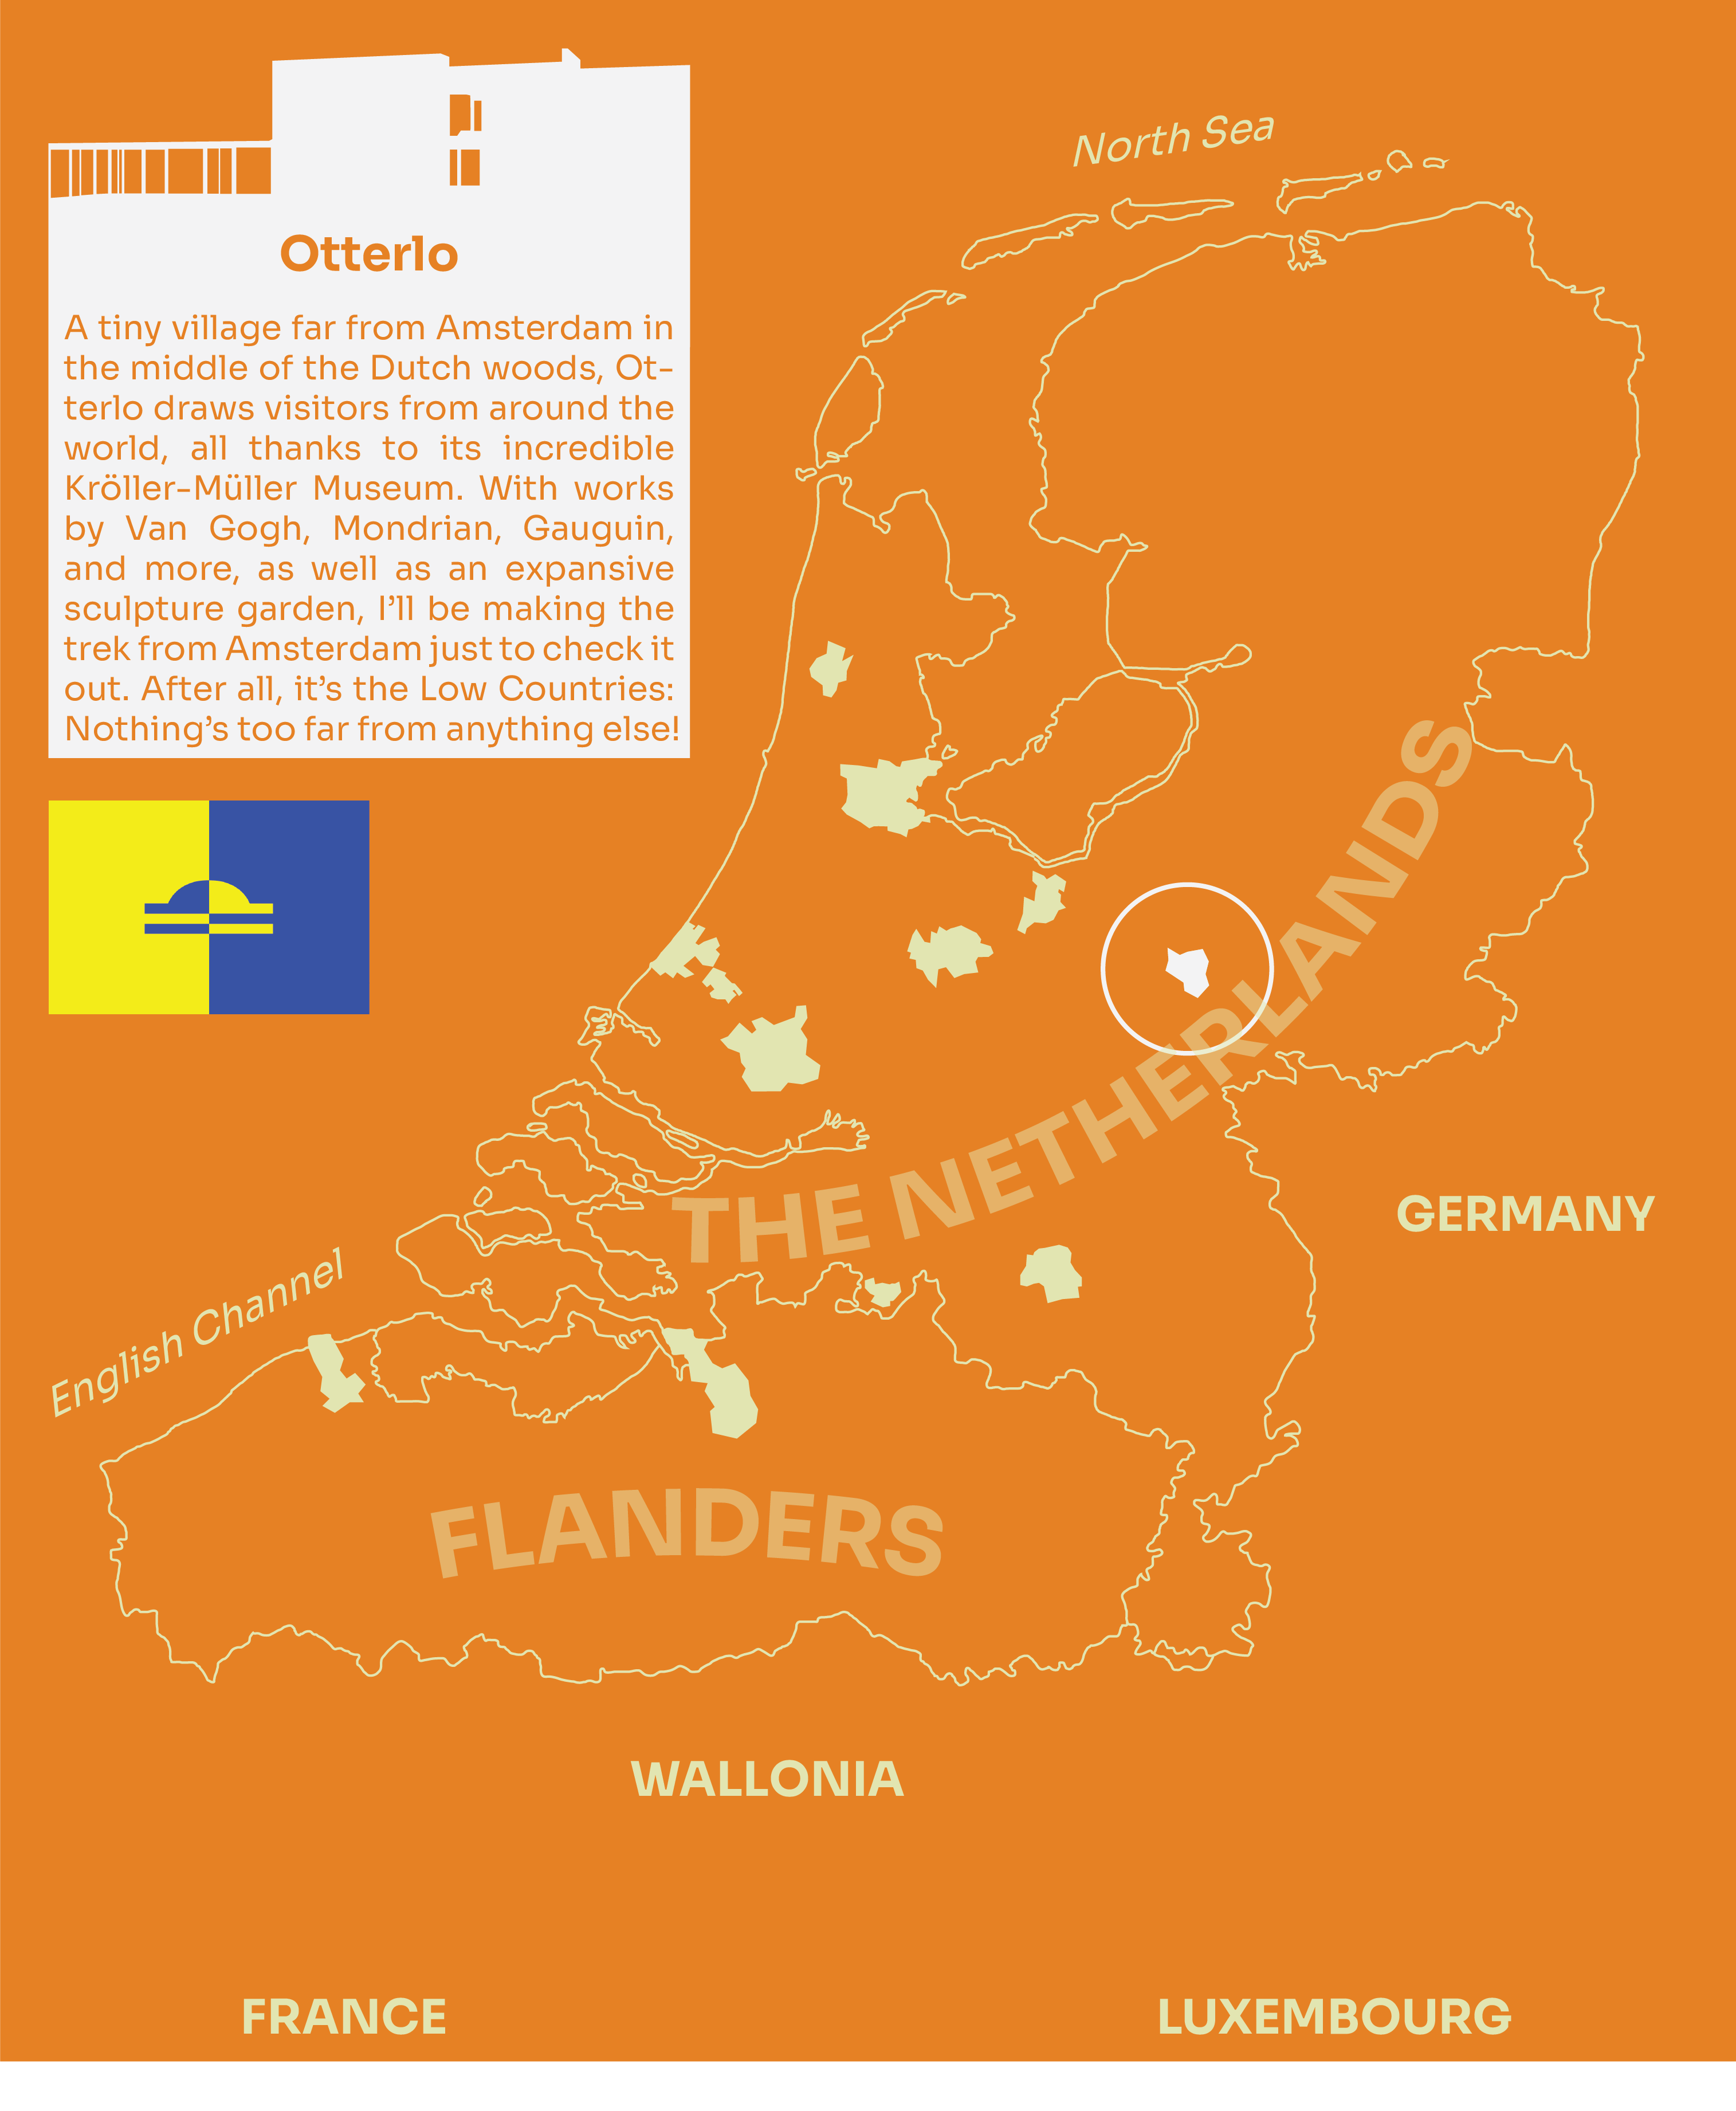 North Sea
Otterlo
A tiny village far from Amsterdam in
the middle of the Dutch woods, Ot-
terlo draws visitors from around the
world, all thanks to its incredible
Kröller-Müller Museum. With works
by Van Gogh, Mondrian, Gauguin,
and more, as well as an expansive
sculpture garden, I’ll be making the
trek from Amsterdam just to check it
out. After all, it’s the Low Countries:
Nothing’s too far from anything else!
THE NETHERLANDS
GERMANY
English Channel
FLANDERS
WALLONIA
FRANCE
LUXEMBOURG